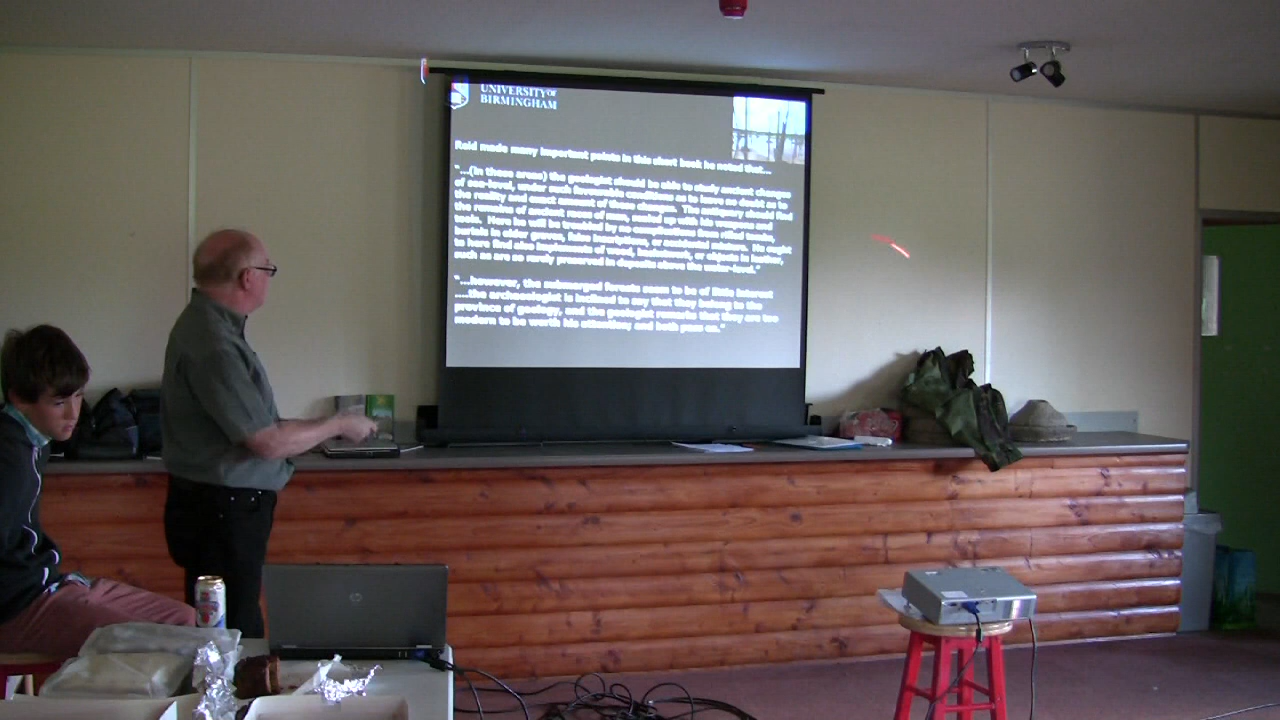 UNIVERSITY OF
BIRMINGHAM
Reid made many important points in this short book he noted that...
"...(in these areas) the geologist should be able to study ancient changes
of sea-level, under such favourable conditions as to leave no doubt as to
the reality and exact amount of these changes. The antiquary should find
the remains of ancient races of man, sealed up with his weapons and
tools. Here he will be troubled by no complications from rifled tombs,
burials in older graves, false inscriptions, or accidental mixture. He ought
to here find also implements of wood, basketwork, or objects in leather,
such as are so rarely preserved in deposits above the water-level."
"...however, the submerged forests seem to be of little interest
....the archaeologist is inclined to say that they belong to the
province of geology, and the geologist remarks that they are too
modern to be worth his attention; and both pass on."
hp